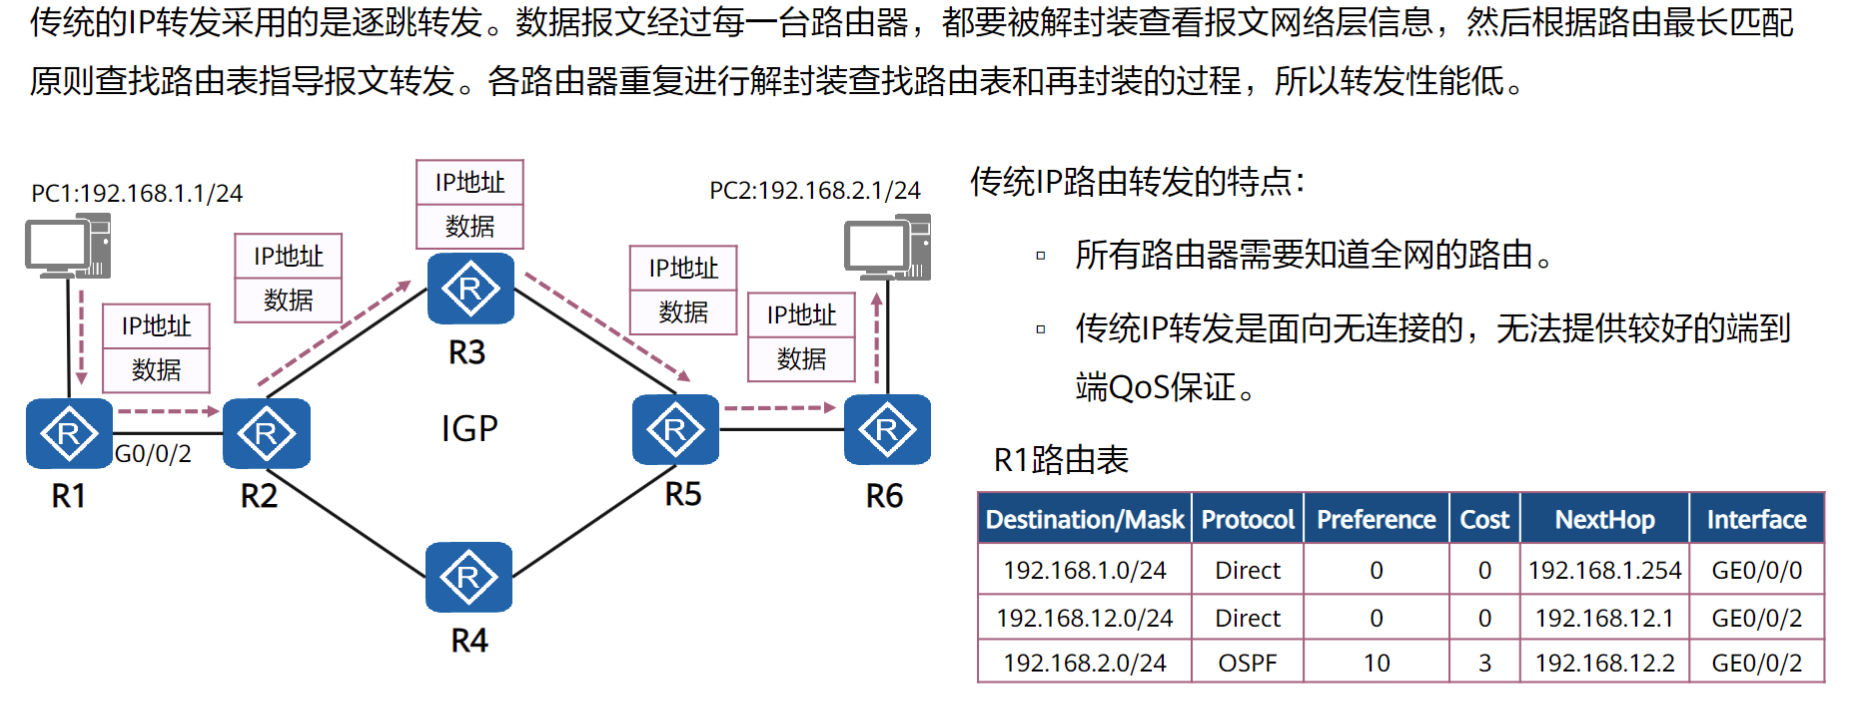 传统的IP转发采用的是逐跳转发。数据报文经过每一台路由器，都要被解封装查看报文网络层信息，然后根据路由最长匹配
原则查找路由表指导报文转发。各路由器重复进行解封装查找路由表和再封装的过程，所以转发性能低。
PC1:192.168.1.1/24
IP地址
数据
IP地址
数据
IP地址
数据
IP地址
数据
IP地址
数据
PC2:192.168.2.1/24
R
R3
IGP
R
G0/0/2
R1
R
R2
R
R5
R
R6
R
R4
传统IP路由转发的特点：
▫ 所有路由器需要知道全网的路由。
▫ 传统IP转发是面向无连接的，无法提供较好的端到
端QoS保证。
R1路由表
Destination/Mask Protocol Preference Cost NextHop Interface
192.168.1.0/24 Direct 0 0 192.168.1.254 GE0/0/0
192.168.12.0/24 Direct 0 0 192.168.12.1 GE0/0/2
192.168.2.0/24 OSPF 10 3 192.168.12.2 GE0/0/2